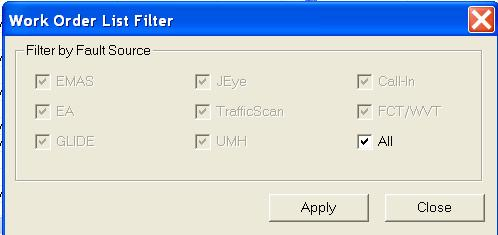 Work Order List Filter
Filter by Fault Source
EMAS JEye Call-In
EA TrafficScan FCT/WVT
GLIDE UMH All
Apply Close